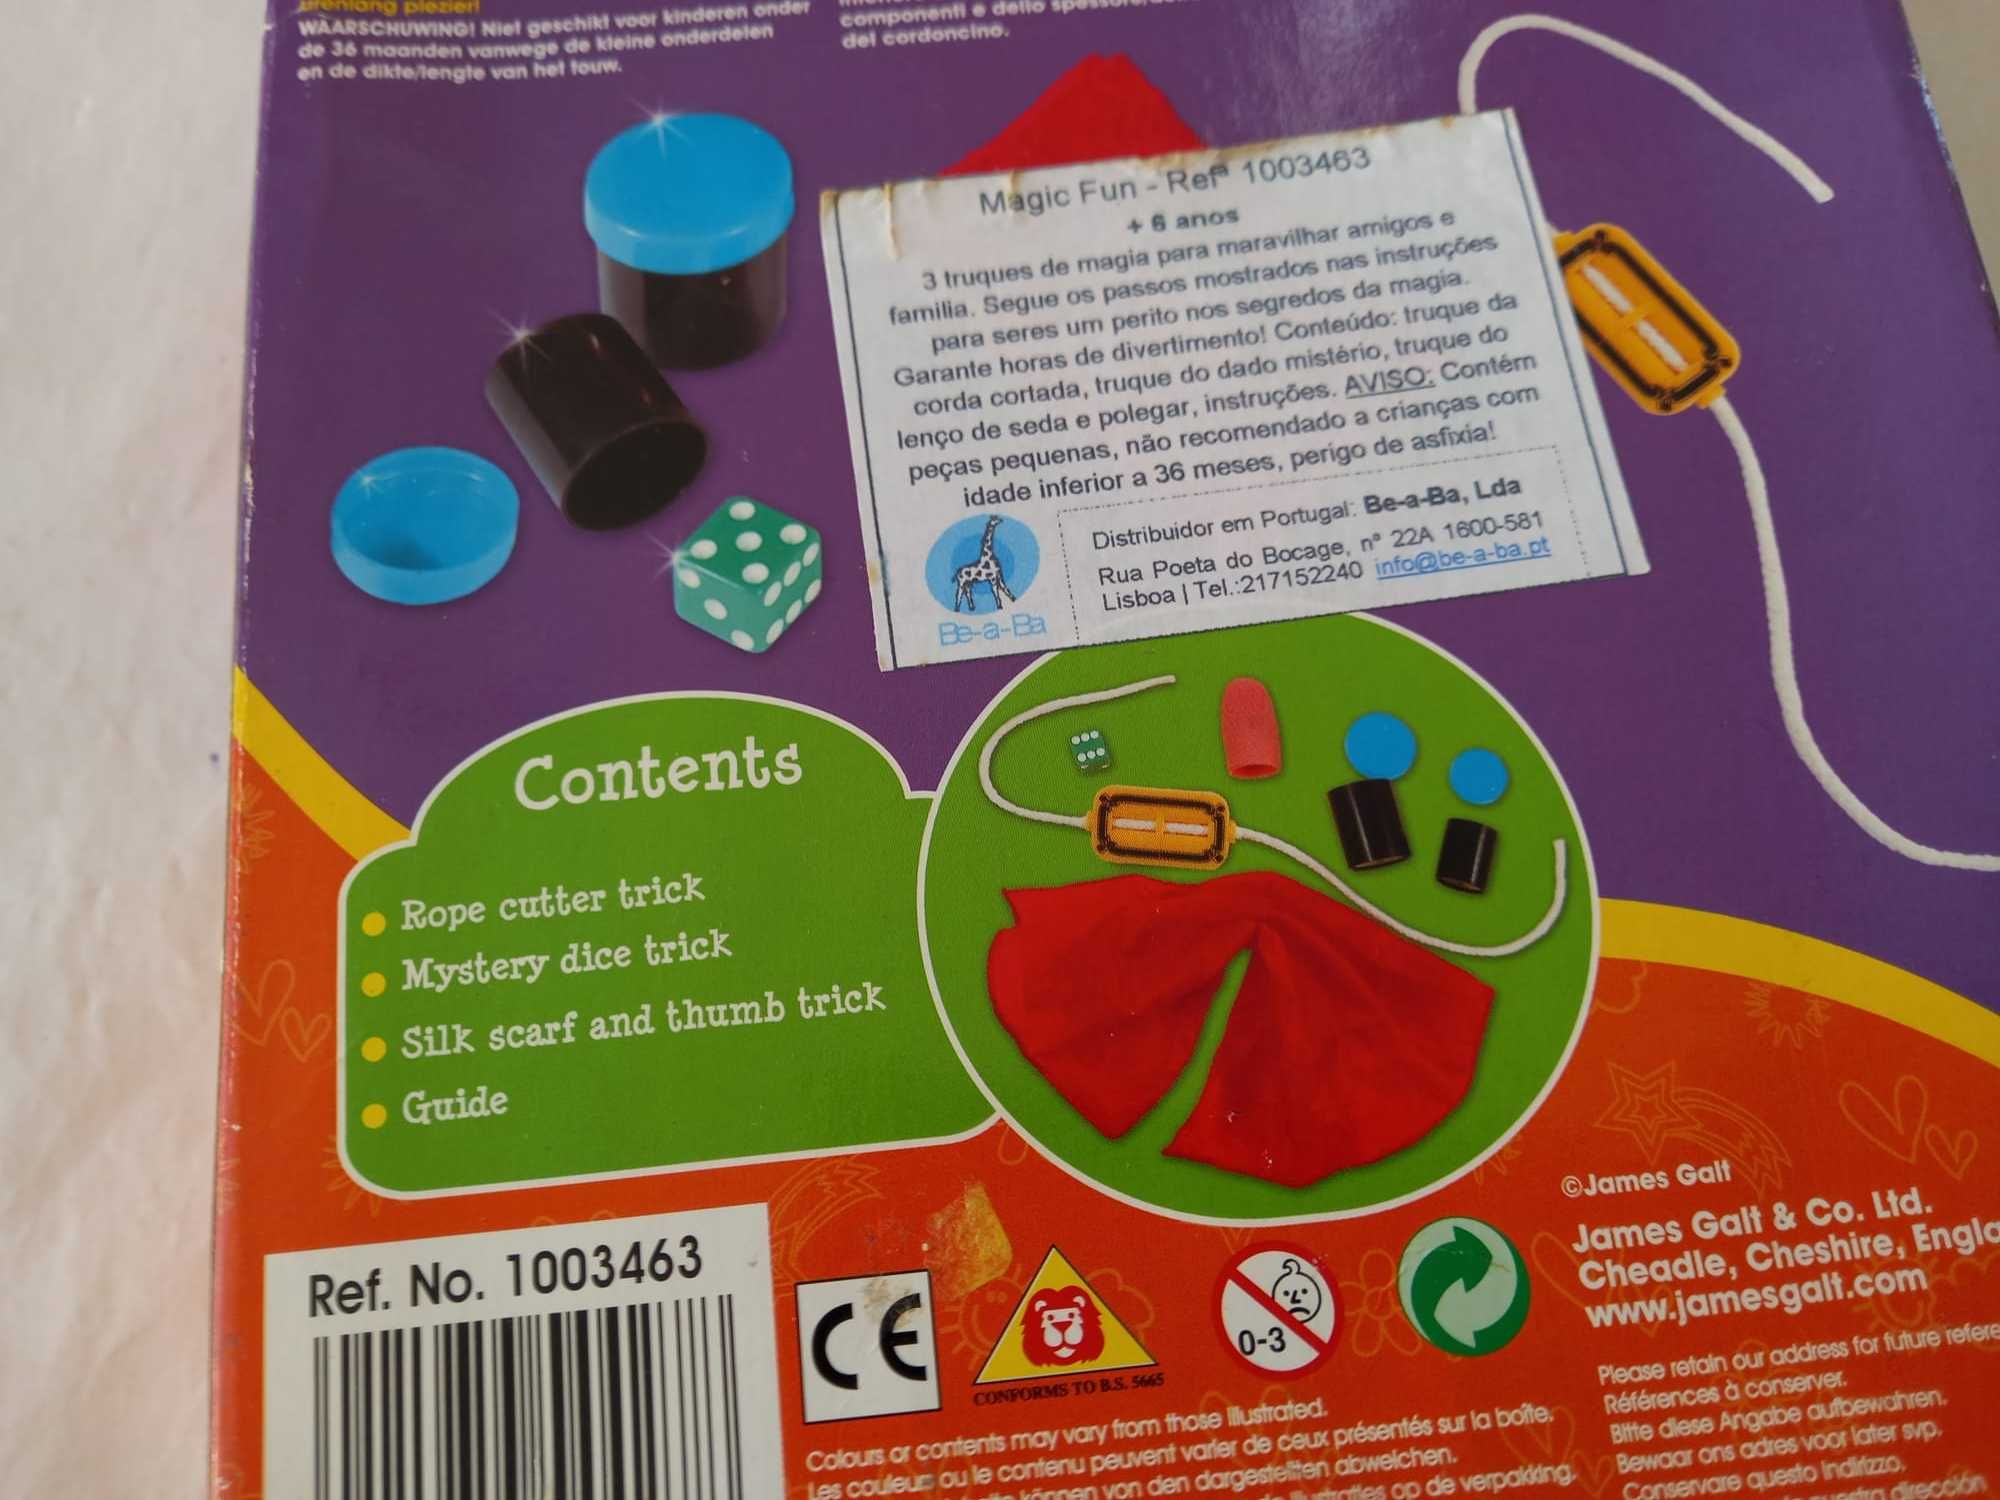 plezier!
WAARSCHUWING! Niet geschikt voor kinderen onder
de 36 maanden vanwege de kleine onderdelen
en de dikte/lengte van het touw.
componenti e dello
del cordoncino.
Magic Fun - Refª 1003463
+ 6 anos
3 truques de magia para maravilhar amigos e
familia. Segue os passos mostrados nas instruções
para seres um perito nos segredos da magia.
Garante horas de divertimento! Conteúdo: truque da
corda cortada, truque do dado mistério, truque do
lenço de seda e polegar, instruções. AVISO: Contém
peças pequenas, não recomendado a crianças com
idade inferior a 36 meses, perigo de asfixia!
Be-a-Ba
Distribuidor em Portugal: Be-a-Ba, Lda
Rua Poeta do Bocage, nº 22A 1600-581
Lisboa | Tel.:217152240 info@be-a-ba.pt
Contents
Rope cutter trick
Mystery dice trick
Silk scarf and thumb trick
Guide
Ref. No. 1003463
CE
CONFORMS TO B.S. 5665
0-3
©James Galt
James Galt & Co. Ltd.
Cheadle, Cheshire, Engla
www.jamesgalt.com
Please retain our address for future refere
Références à conserver.
Bitte diese Angabe aufbewahren.
Bewaar ons adres voor later svp.
Conservare questo indirizzo.
dirección
Colours or contents may vary from those illustrated.
Les couleurs ou le contenu peuvent varier de ceux présentés sur la boîte.
können von den dargestellten abweichen.
op de verpakking.